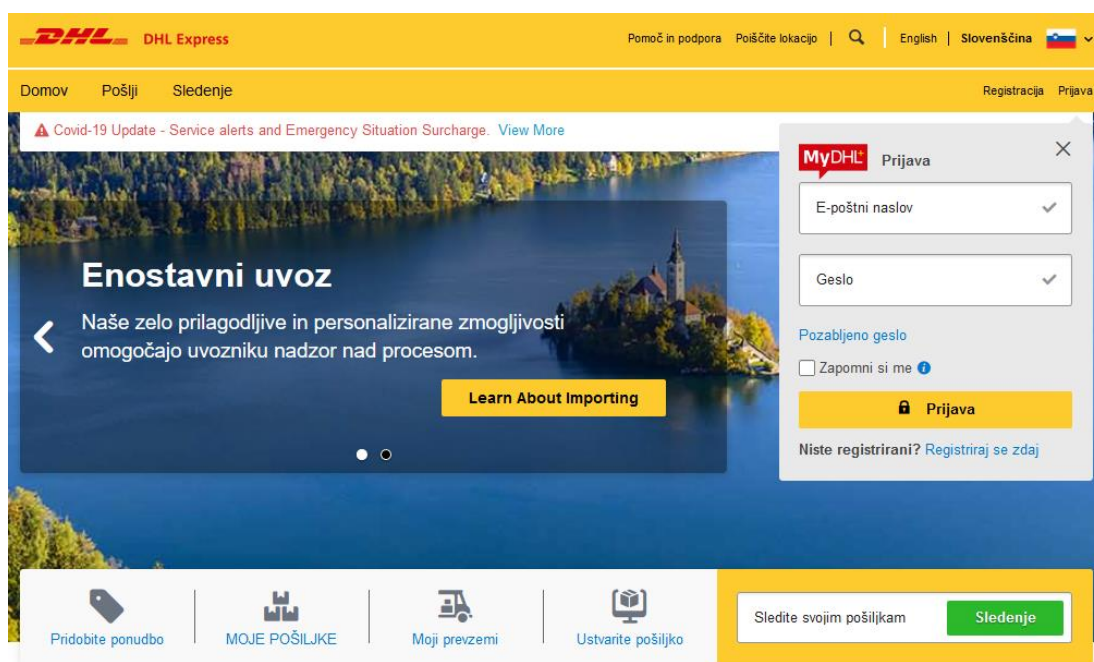 DHL DHL Express
Pomoč in podpora Poiščite lokacijo | English | Slovenščina
Domov Pošlji Sledenje
Registracija Prijava
Covid-19 Update - Service alerts and Emergency Situation Surcharge. View More
MyDHL+ Prijava
E-poštni naslov
Geslo
Pozabljeno geslo
Zapomni si me
Prijava
Niste registrirani? Registriraj se zdaj
Enostavni uvoz
Naše zelo prilagodljive in personalizirane zmogljivosti
omogočajo uvozniku nadzor nad procesom.
Learn About Importing
Pridobite ponudbo
MOJE POŠILJKE
Moji prevzemi
Ustvarite pošiljko
Sledite svojim pošiljkam
Sledenje